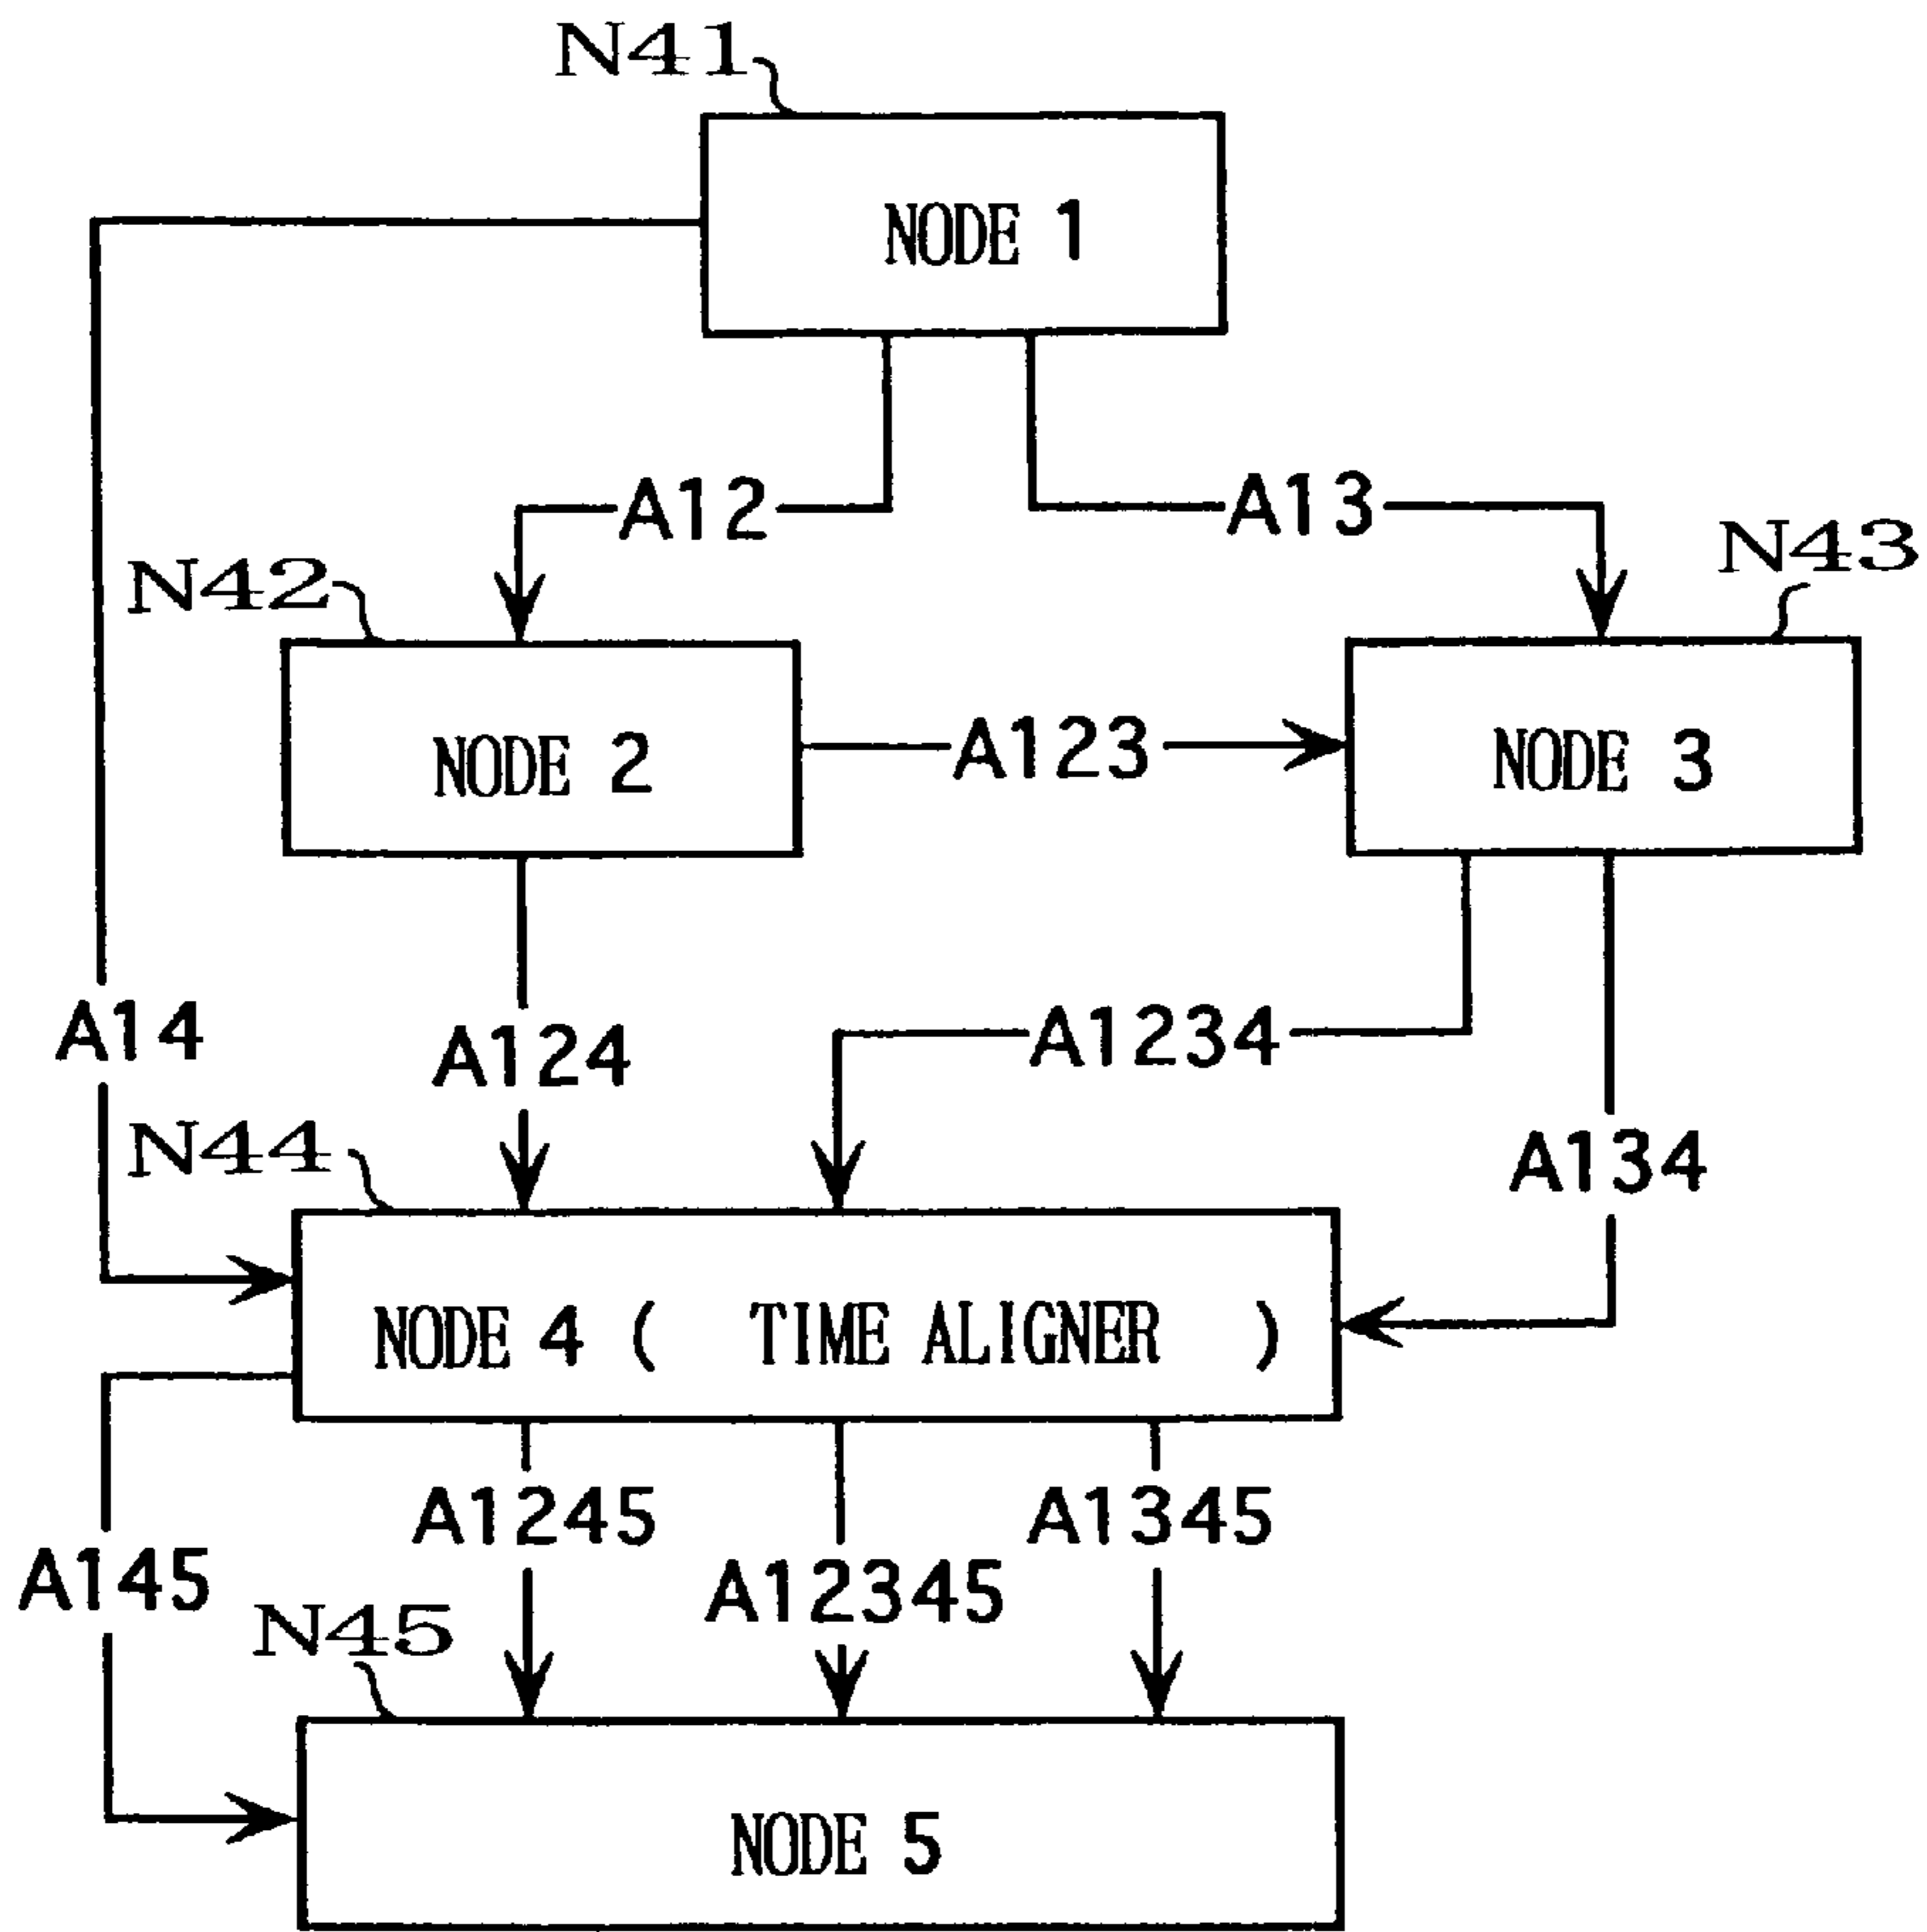 N41
NODE 1
A12
A13
N42
N43
NODE 2
A123
NODE 3
A14
A124
A1234
N44
A134
NODE 4 ( TIME ALIGNER )
A1245
A1345
A145
A12345
N45
NODE 5